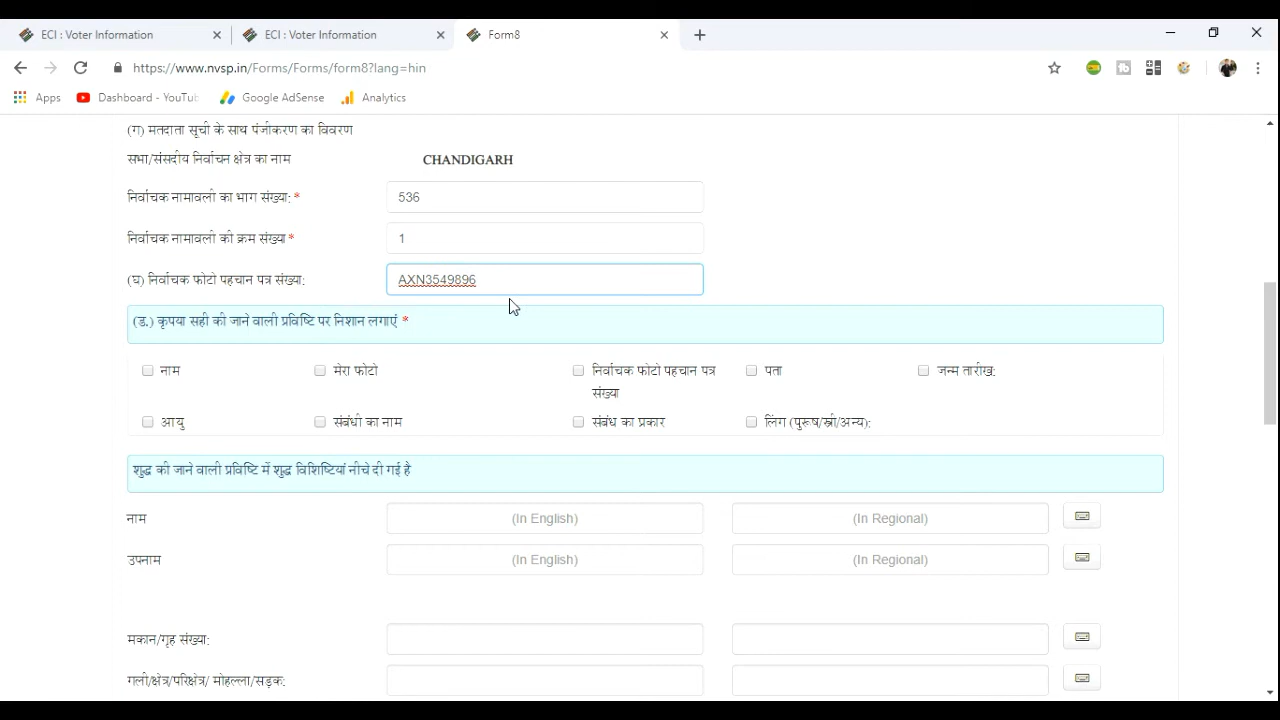 ECI : Voter Information
ECI : Voter Information
Form8
https://www.nvsp.in/Forms/Forms/form8?lang=hin
Apps
Dashboard - YouTub
Google AdSense
Analytics
(ग) मतदाता सूची के साथ पंजीकरण का विवरण
सभा/संसदीय निर्वाचन क्षेत्र का नाम CHANDIGARH
निर्वाचक नामावली का भाग संख्या: * 536
निर्वाचक नामावली की क्रम संख्या * 1
(घ) निर्वाचक फोटो पहचान पत्र संख्या: AXN3549896
(ड.) कृपया सही की जाने वाली प्रविष्टि पर निशान लगाएं *
नाम मेरा फोटो निर्वाचक फोटो पहचान पत्र पता जन्म तारीख:
संख्या
आयु संबंधी का नाम संबंध का प्रकार लिंग (पुरूष/स्री/अन्य):
शुद्ध की जाने वाली प्रविष्टि में शुद्ध विशिष्टियां नीचे दी गई है
नाम (In English) (In Regional)
उपनाम (In English) (In Regional)
मकान/गृह संख्या:
गली/क्षेत्र/परिक्षेत्र/ मोहल्ला/सड़क: